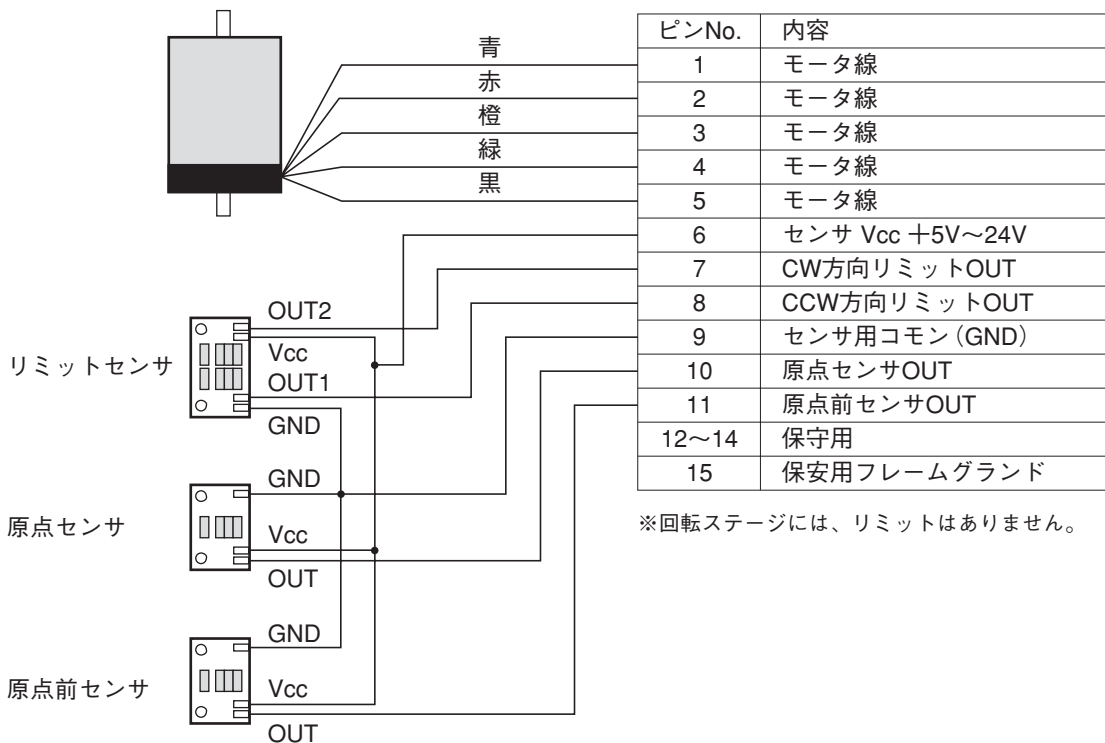 青
赤
橙
緑
黒
ピンNo. 内容
1 モータ線
2 モータ線
3 モータ線
4 モータ線
5 モータ線
6 センサ Vcc +5V〜24V
7 CW方向リミットOUT
8 CCW方向リミットOUT
9 センサ用コモン(GND)
10 原点センサOUT
11 原点前センサOUT
12〜14 保守用
15 保安用フレームグランド
※回転ステージには、リミットはありません。
リミットセンサ
OUT2
Vcc
OUT1
GND
原点センサ
GND
Vcc
OUT
原点前センサ
GND
Vcc
OUT